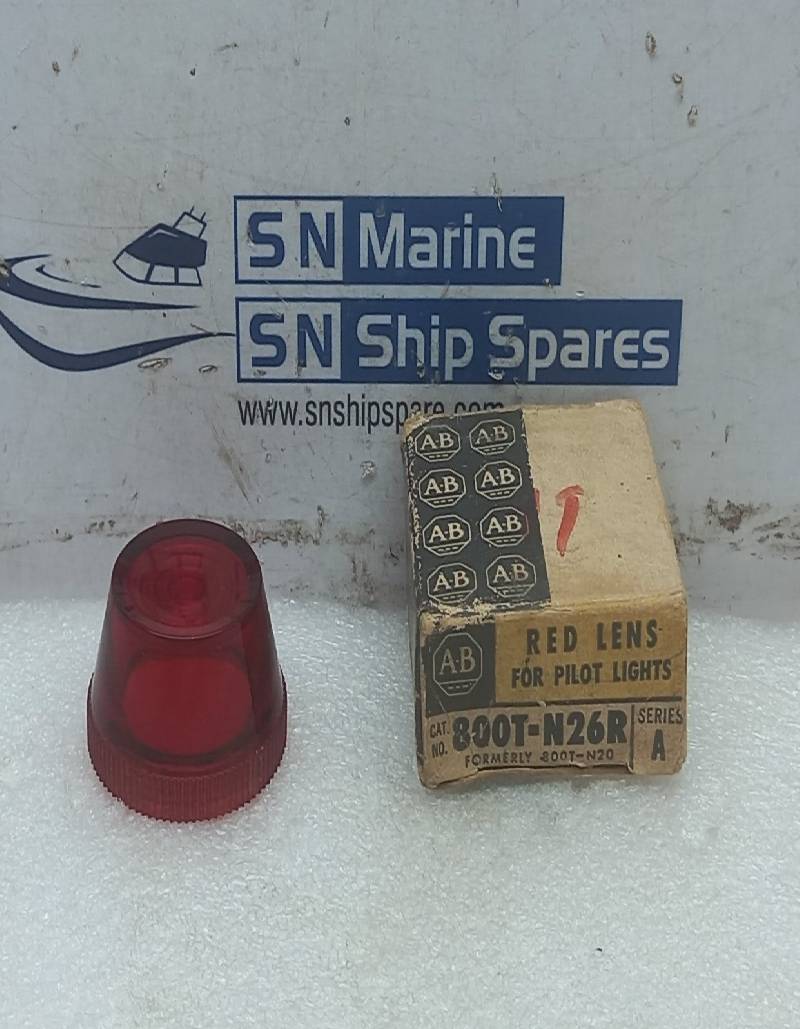 SN Marine
SN Ship Spares
www.snshipspare.com
A-B A-B
A-B A-B
A-B A-B
A-B A-B
A-B
RED LENS
FOR PILOT LIGHTS
CAT. NO. 800T-N26R SERIES A
FORMERLY 800T-N20